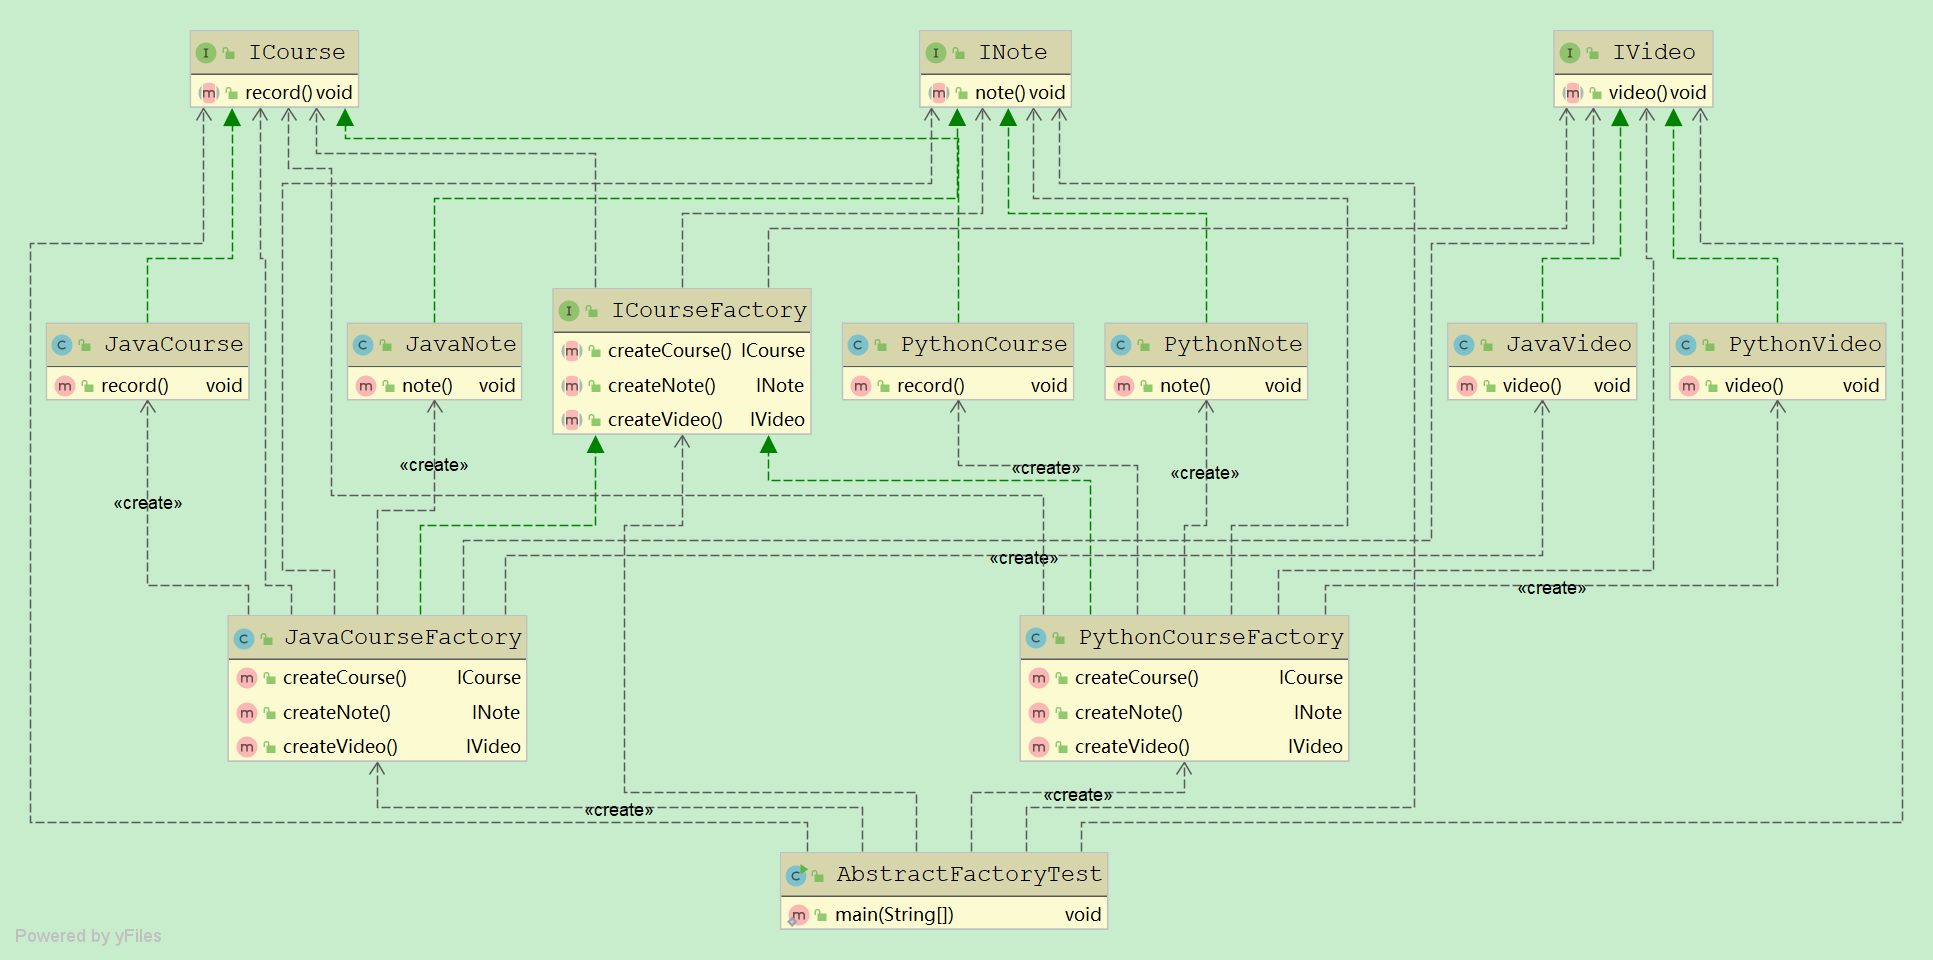 ICourse
record() void
INote
note() void
IVideo
video() void
JavaCourse
record() void
JavaNote
note() void
ICourseFactory
createCourse() ICourse
createNote() INote
createVideo() IVideo
PythonCourse
record() void
PythonNote
note() void
JavaVideo
video() void
PythonVideo
video() void
«create»
«create»
«create»
«create»
«create»
«create»
JavaCourseFactory
createCourse() ICourse
createNote() INote
createVideo() IVideo
PythonCourseFactory
createCourse() ICourse
createNote() INote
createVideo() IVideo
«create»
«create»
AbstractFactoryTest
main(String[]) void
Powered by yFiles